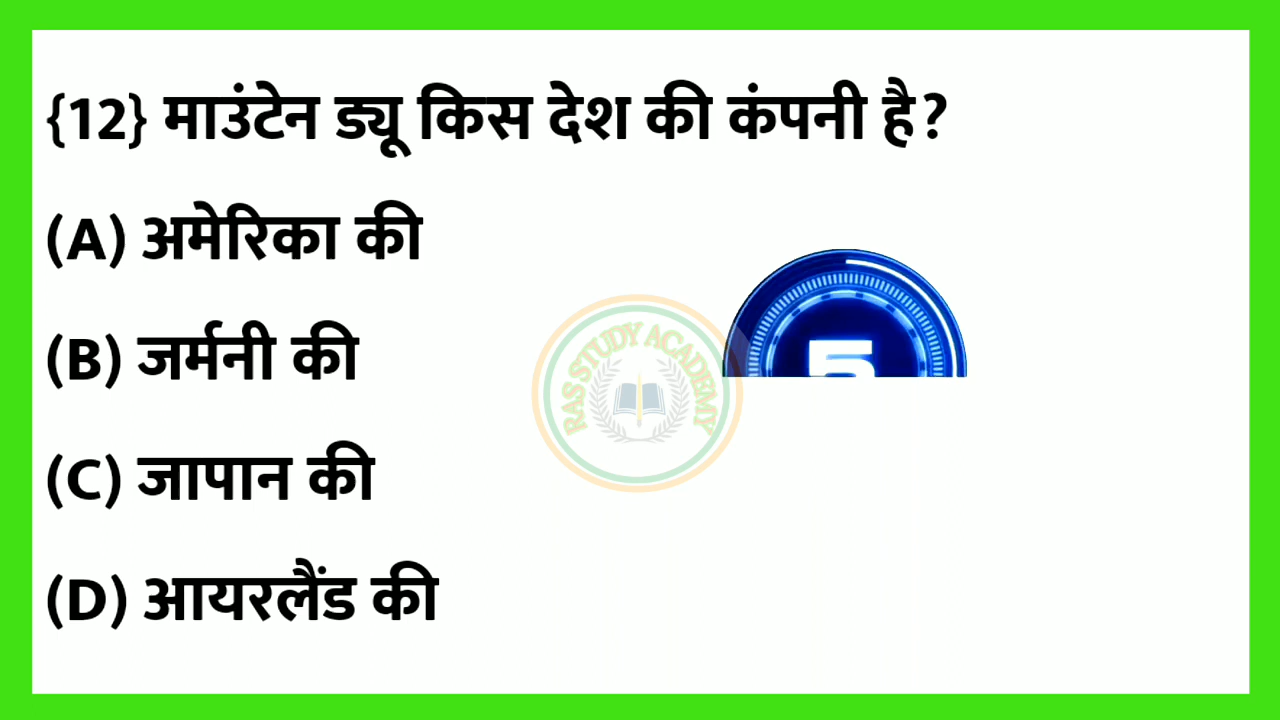 {12} माउंटेन ड्यू किस देश की कंपनी है?
(A) अमेरिका की
(B) जर्मनी की
(C) जापान की
(D) आयरलैंड की
5
RAS STUDY ACADEMY